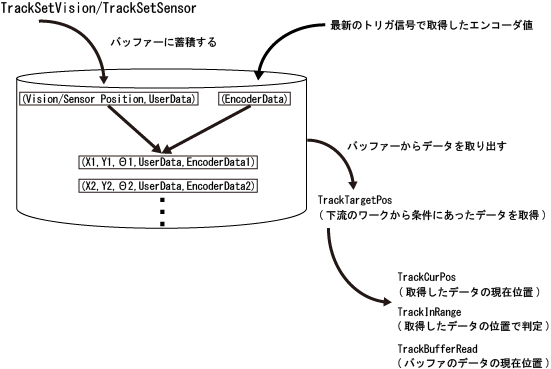 TrackSetVision/TrackSetSensor
バッファーに蓄積する
最新のトリガ信号で取得したエンコーダ値
(Vision/Sensor Position,UserData)
(EncoderData)
(X1,Y1,Θ1,UserData,EncoderData1)
(X2,Y2,Θ2,UserData,EncoderData2)
バッファーからデータを取り出す
TrackTargetPos
(下流のワークから条件にあったデータを取得)
TrackCurPos
(取得したデータの現在位置)
TrackInRange
(取得したデータの位置で判定)
TrackBufferRead
(バッファのデータの現在位置)